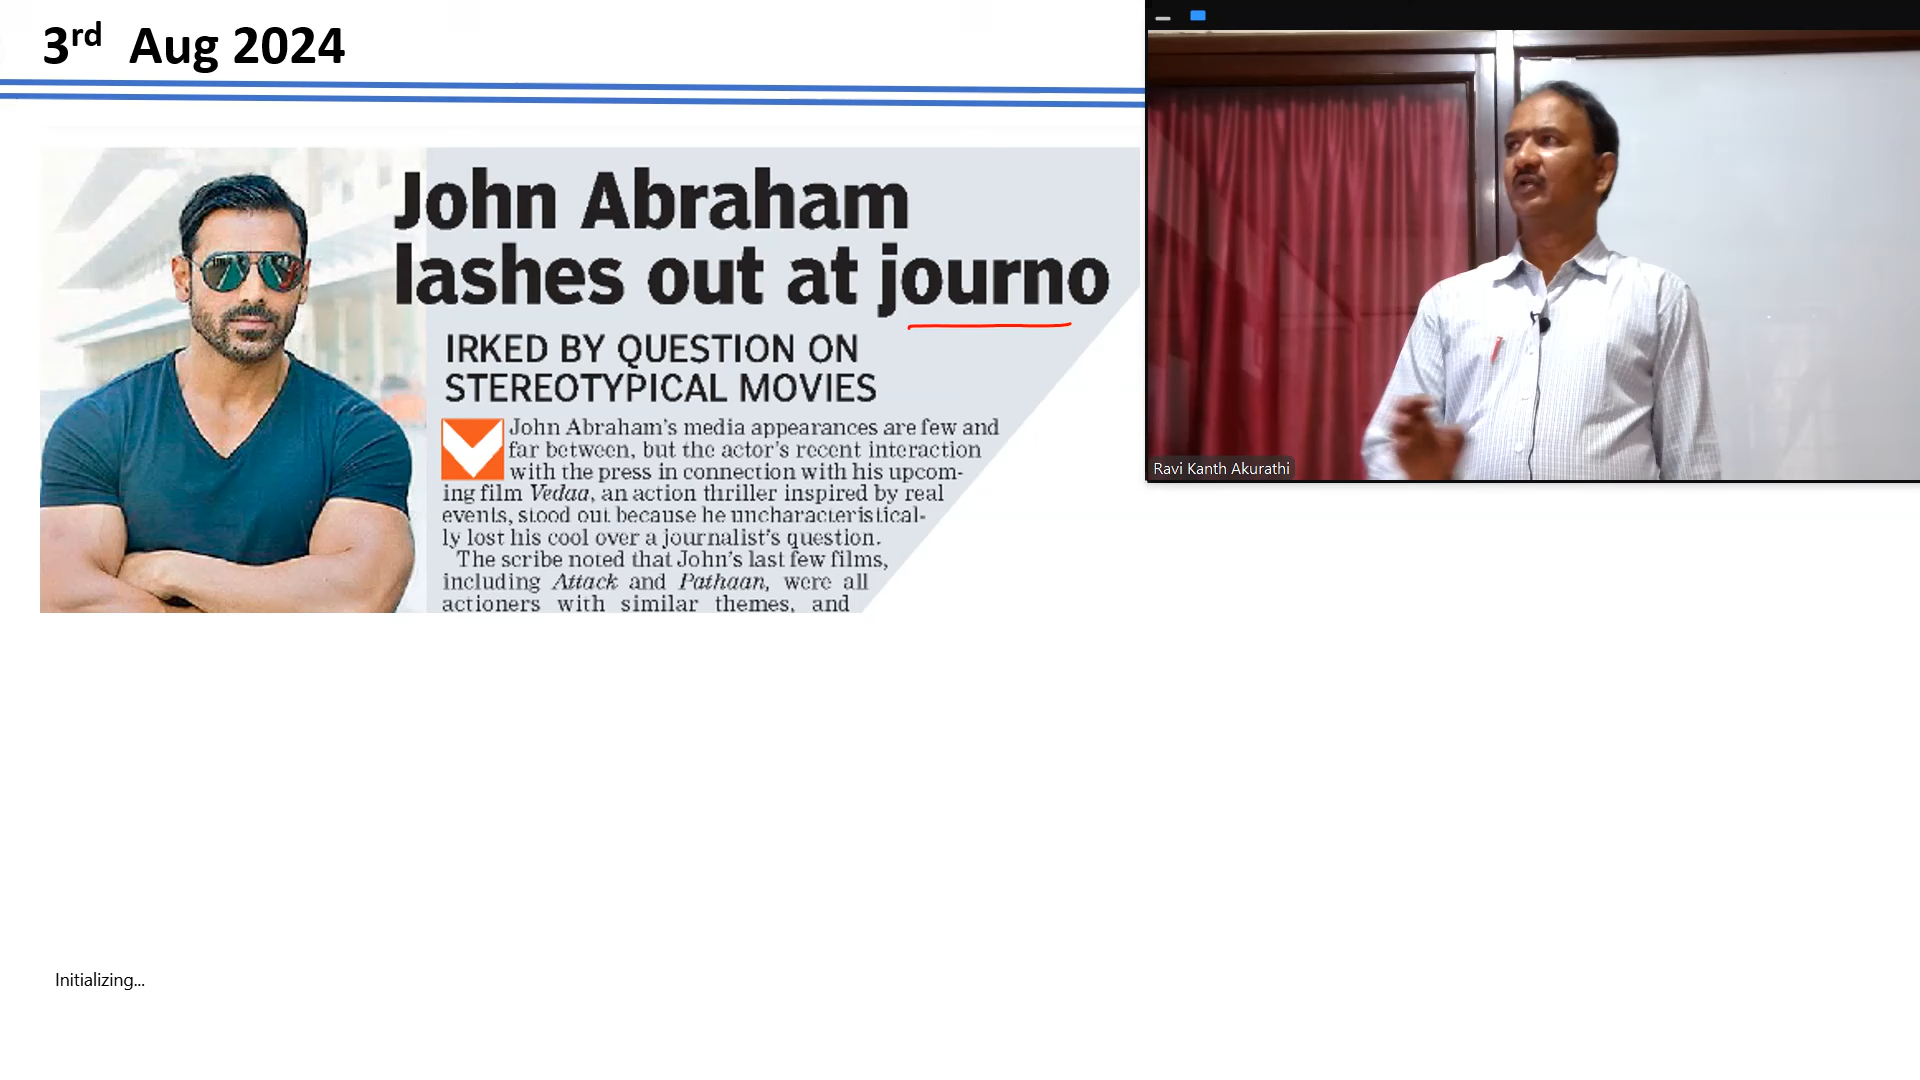 3rd Aug 2024
John Abraham
lashes out at journo
IRKED BY QUESTION ON
STEREOTYPICAL MOVIES
John Abraham's media appearances are few and
far between, but the actor's recent interaction
with the press in connection with his upcom-
ing film Vedaa, an action thriller inspired by real
events, stood out because he uncharacteristical-
ly lost his cool over a journalist's question.
The scribe noted that John's last few films,
including Attack and Pathaan, were all
actioners with similar themes, and
Ravi Kanth Akurathi
Initializing...